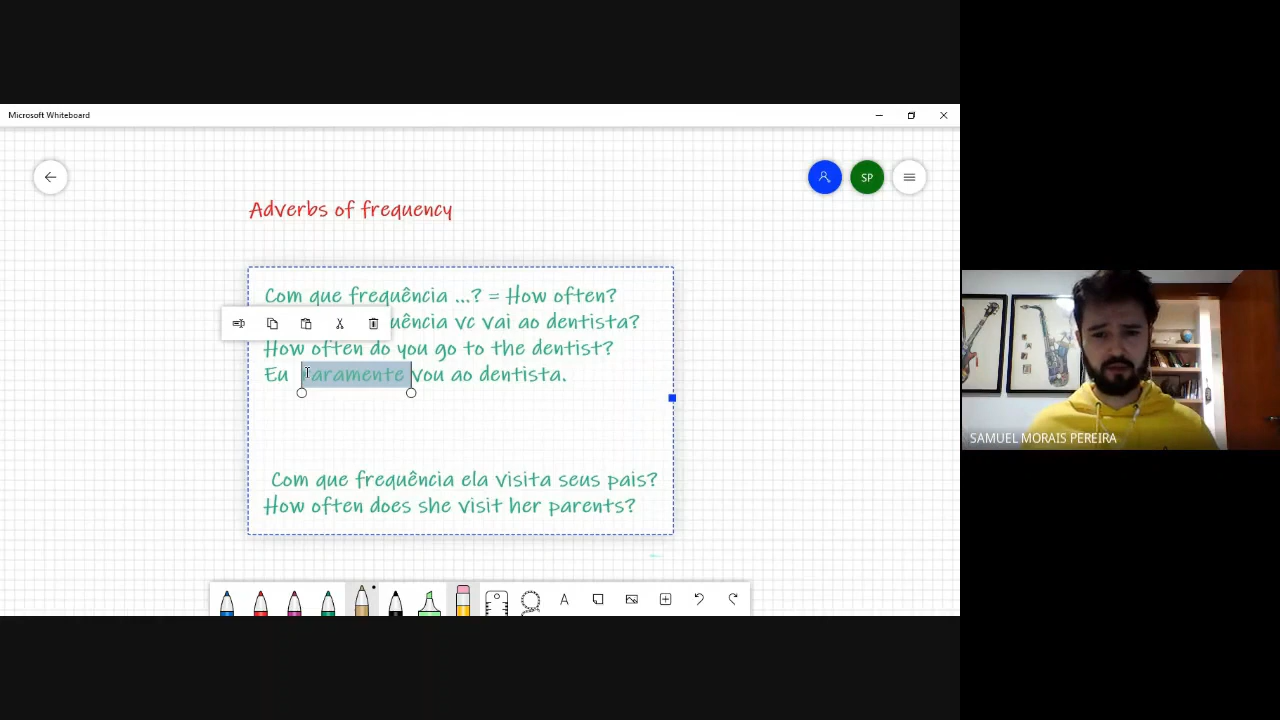 Microsoft Whiteboard
SP
Adverbs of frequency
Com que frequência ...? = How often?
uência vc vai ao dentista?
How often do you go to the dentist?
Eu raramente vou ao dentista.
Com que frequência ela visita seus pais?
How often does she visit her parents?
SAMUEL MORAIS PEREIRA
A